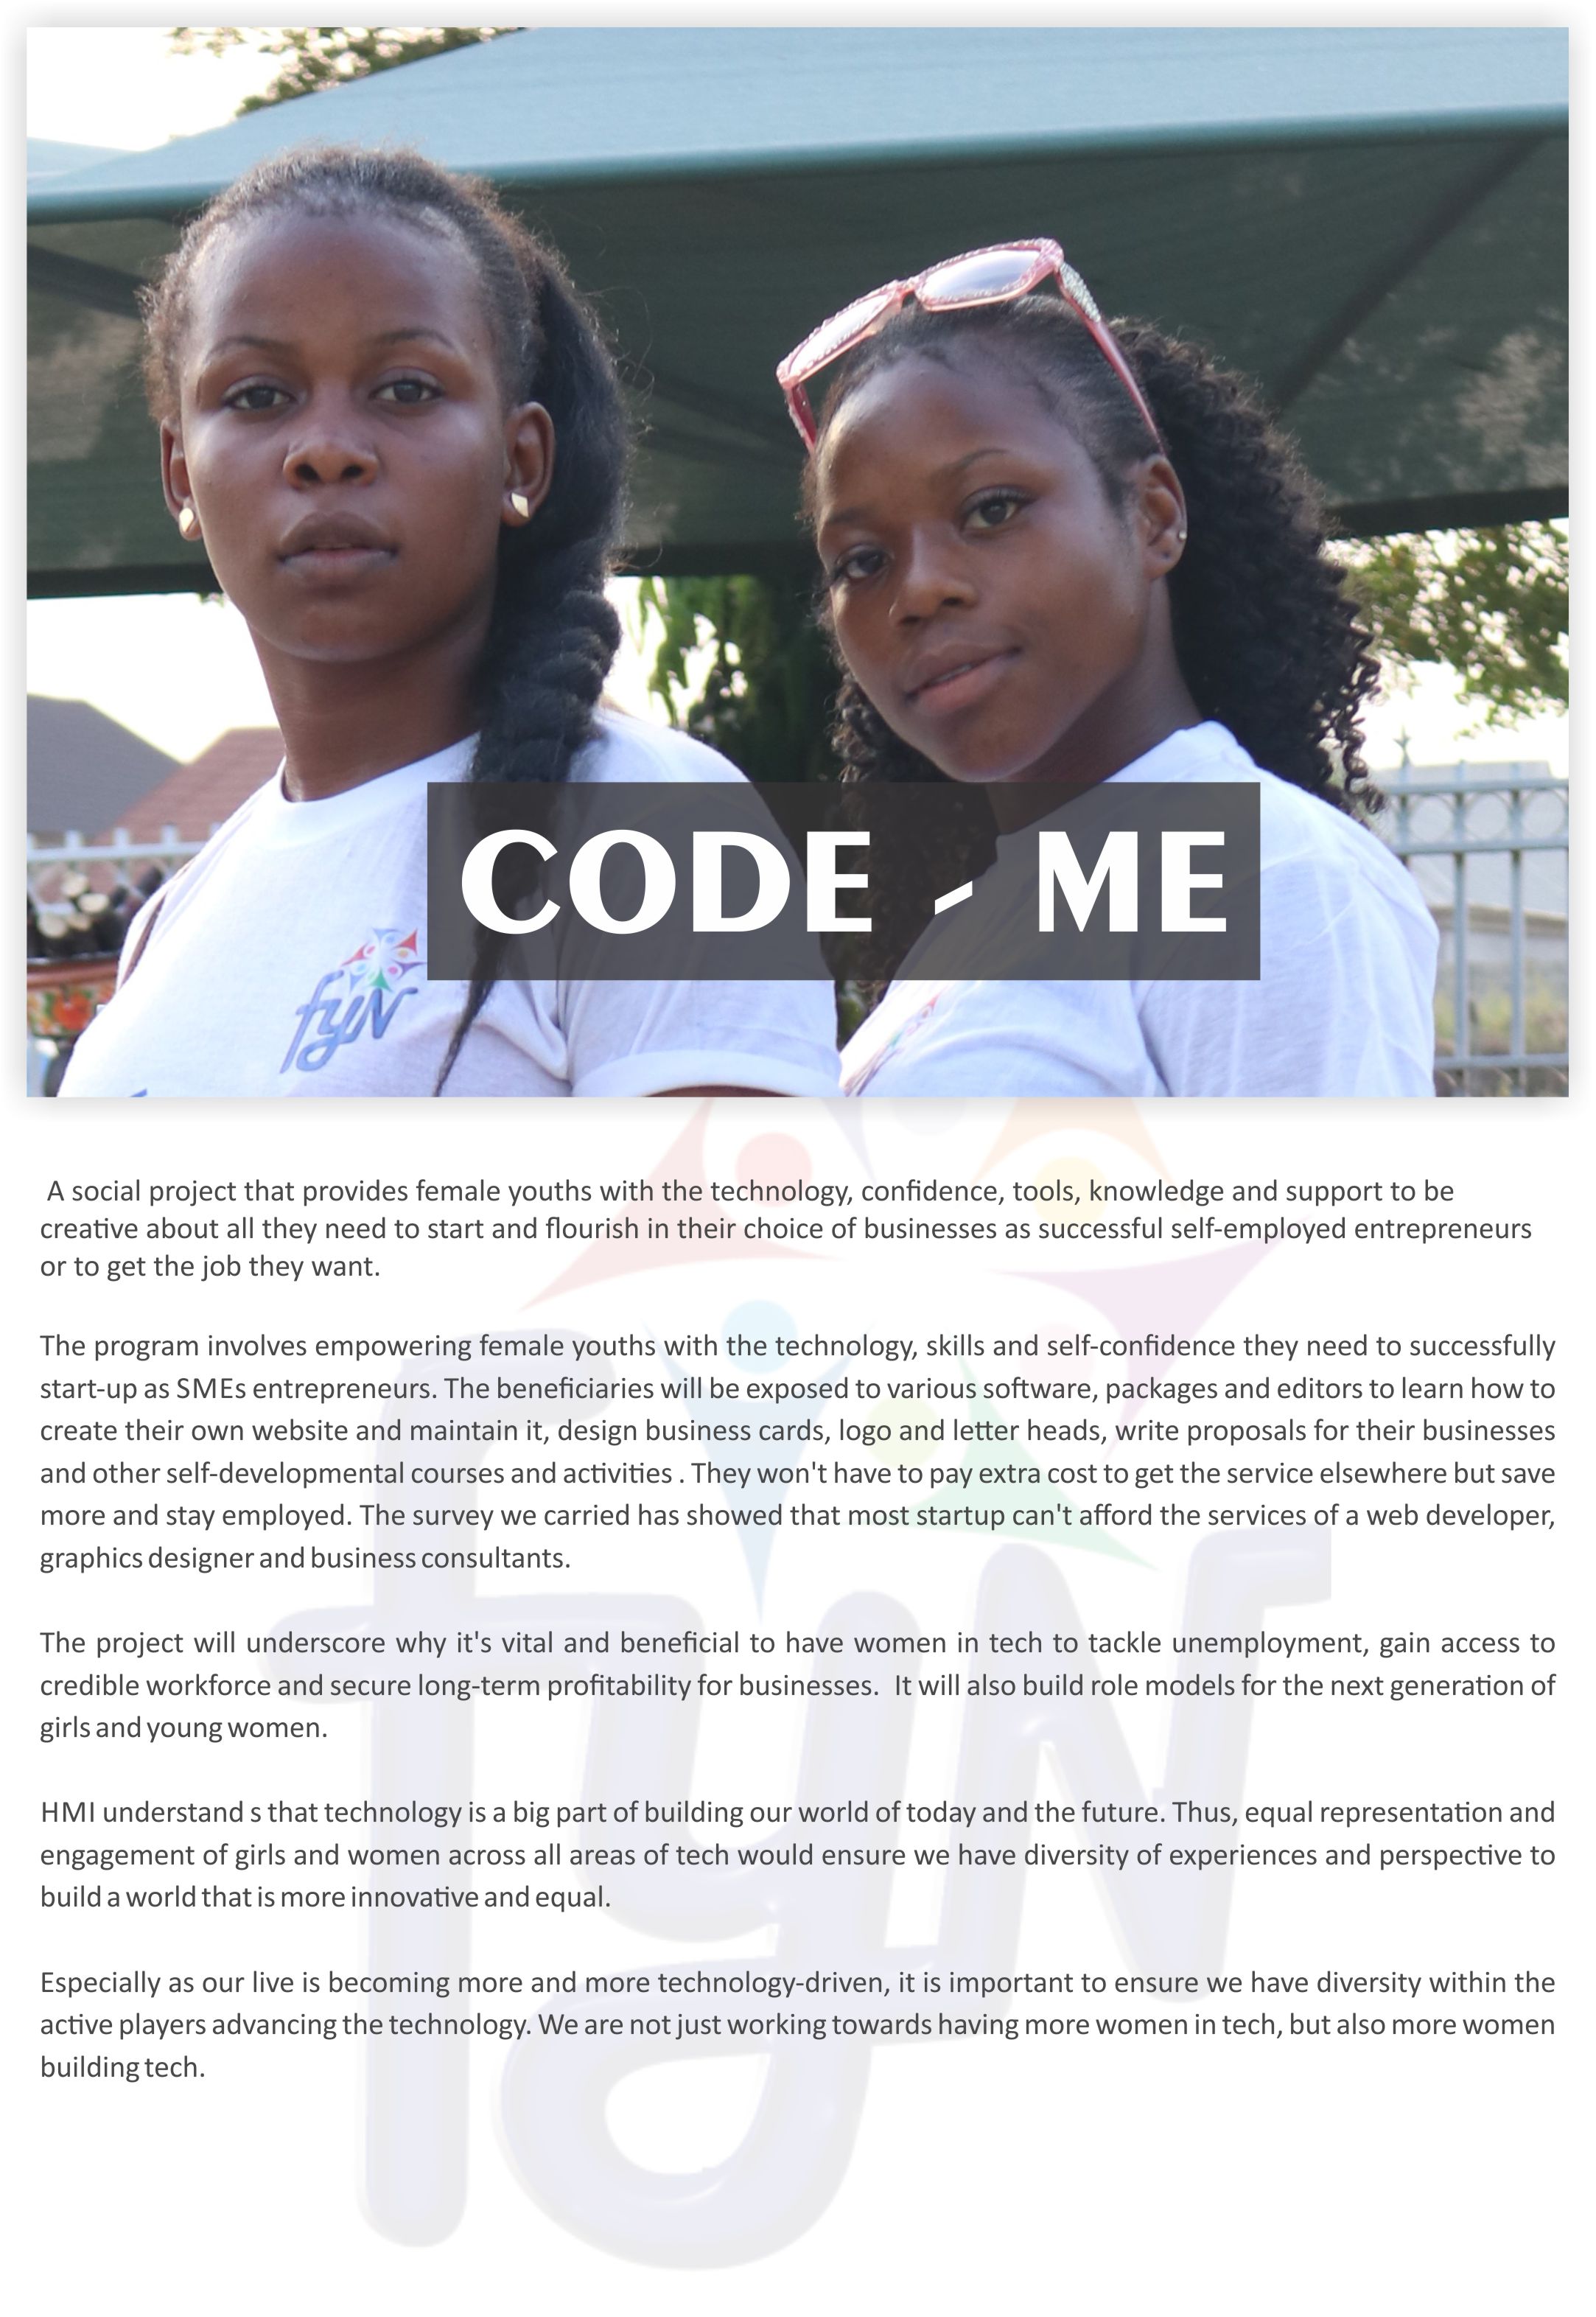 CODE - ME
fyN
A social project that provides female youths with the technology, confidence, tools, knowledge and support to be
creative about all they need to start and flourish in their choice of businesses as successful self-employed entrepreneurs
or to get the job they want.
The program involves empowering female youths with the technology, skills and self-confidence they need to successfully
start-up as SMEs entrepreneurs. The beneficiaries will be exposed to various software, packages and editors to learn how to
create their own website and maintain it, design business cards, logo and letter heads, write proposals for their businesses
and other self-developmental courses and activities . They won't have to pay extra cost to get the service elsewhere but save
more and stay employed. The survey we carried has showed that most startup can't afford the services of a web developer,
graphics designer and business consultants.
The project will underscore why it's vital and beneficial to have women in tech to tackle unemployment, gain access to
credible workforce and secure long-term profitability for businesses.  It will also build role models for the next generation of
girls and young women.
HMI understand s that technology is a big part of building our world of today and the future. Thus, equal representation and
engagement of girls and women across all areas of tech would ensure we have diversity of experiences and perspective to
build a world that is more innovative and equal.
Especially as our live is becoming more and more technology-driven, it is important to ensure we have diversity within the
active players advancing the technology. We are not just working towards having more women in tech, but also more women
building tech.
fyN